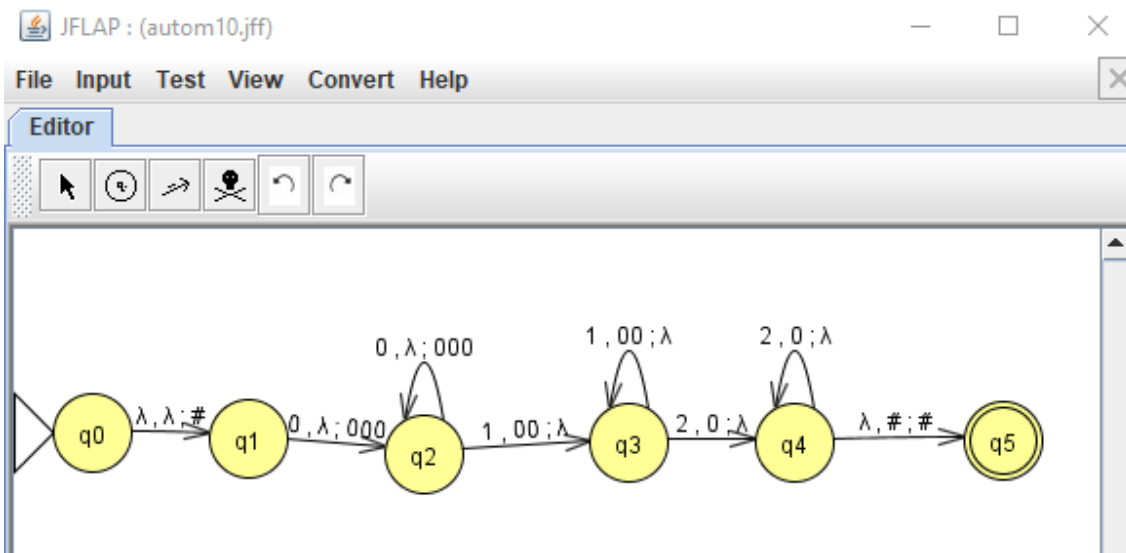 JFLAP : (autom10.jff)
File Input Test View Convert Help
Editor
0 , λ ; 000
1 , 00 ; λ
2 , 0 ; λ
q0
λ , λ ; #
q1
0 , λ ; 000
q2
1 , 00 ; λ
q3
2 , 0 ; λ
q4
λ , # ; #
q5